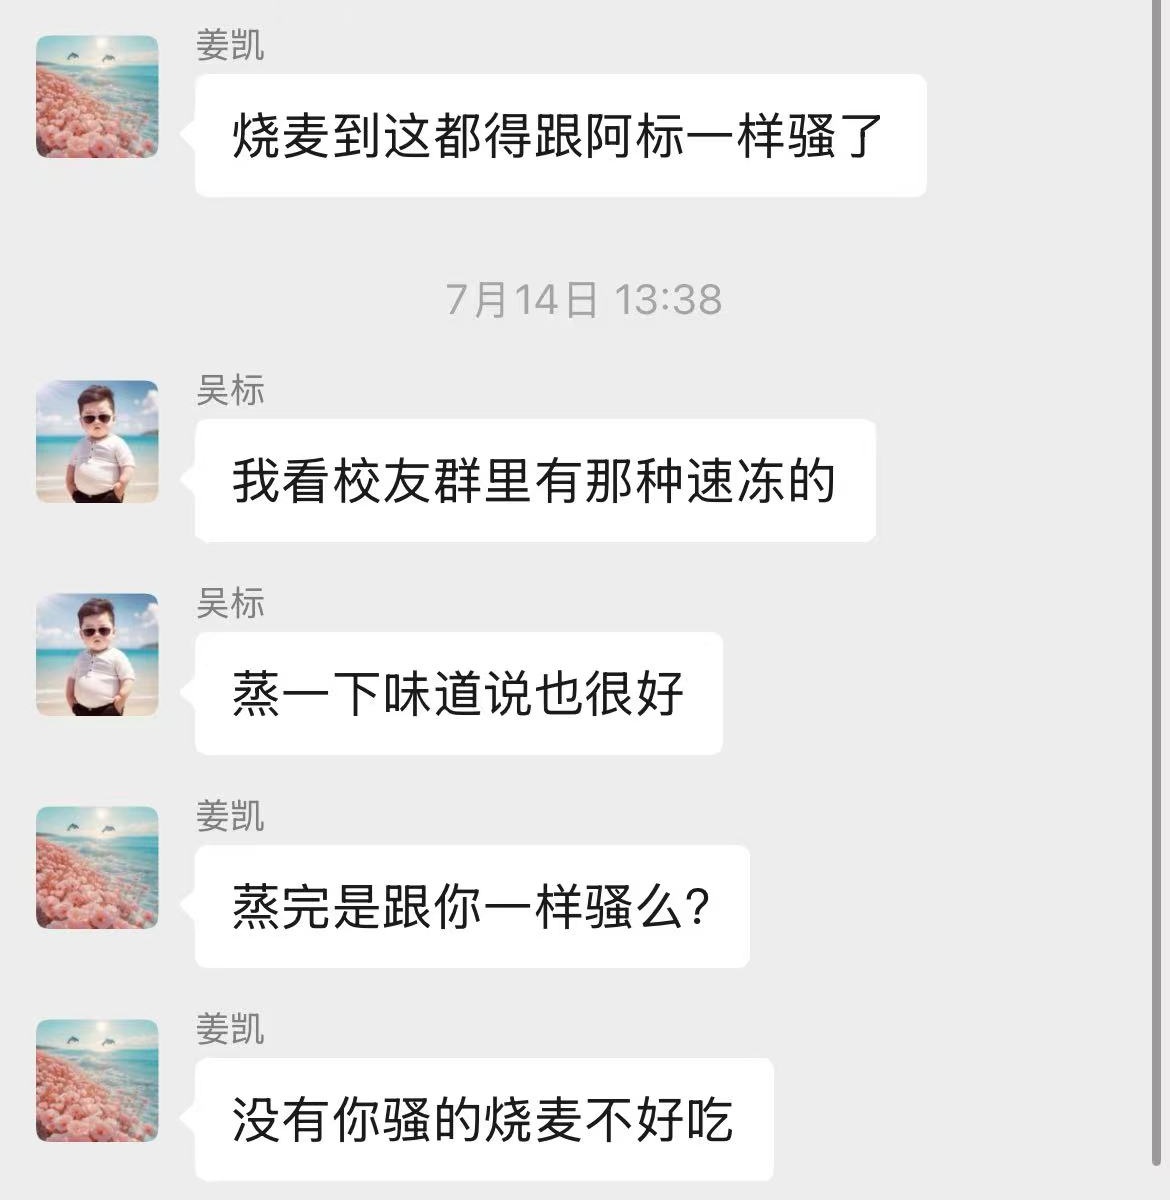 姜凯
烧麦到这都得跟阿标一样骚了
7月14日 13:38
吴标
我看校友群里有那种速冻的
吴标
蒸一下味道说也很好
姜凯
蒸完是跟你一样骚么?
姜凯
没有你骚的烧麦不好吃